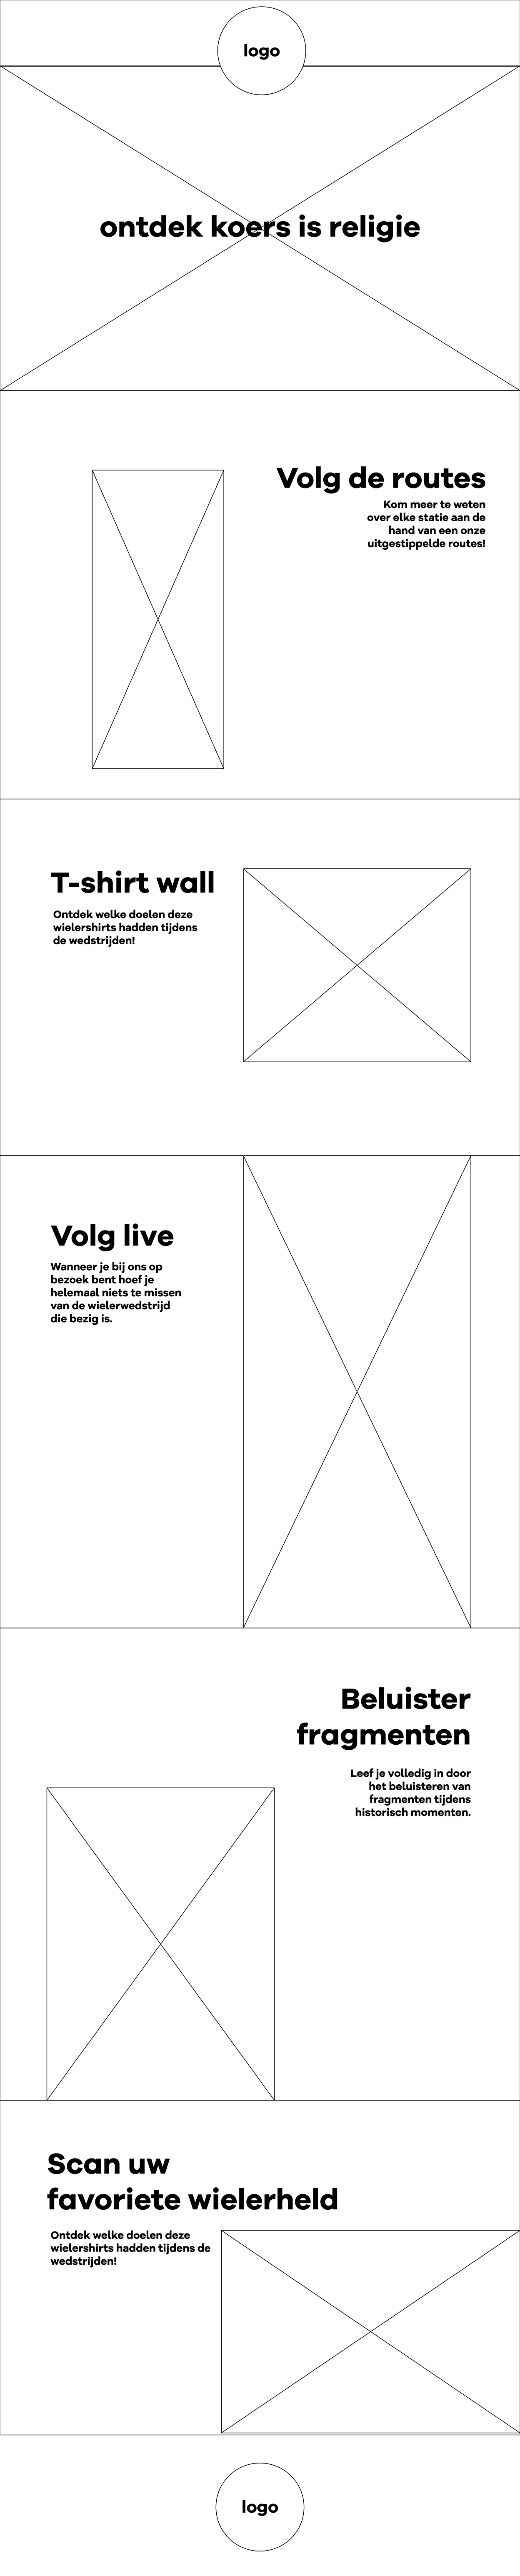 logo
ontdek koers is religie
Volg de routes
Kom meer te weten
over elke statie aan de
hand van een onze
uitgestippelde routes!
T-shirt wall
Ontdek welke doelen deze
wielershirts hadden tijdens
de wedstrijden!
Volg live
Wanneer je bij ons op
bezoek bent hoef je
helemaal niets te missen
van de wielerwedstrijd
die bezig is.
Beluister
fragmenten
Leef je volledig in door
het beluisteren van
fragmenten tijdens
historisch momenten.
Scan uw
favoriete wielerheld
Ontdek welke doelen deze
wielershirts hadden tijdens de
wedstrijden!
logo